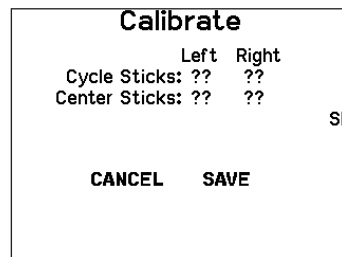 Calibrate
Left Right
Cycle Sticks: ?? ??
Center Sticks: ?? ??
CANCEL SAVE